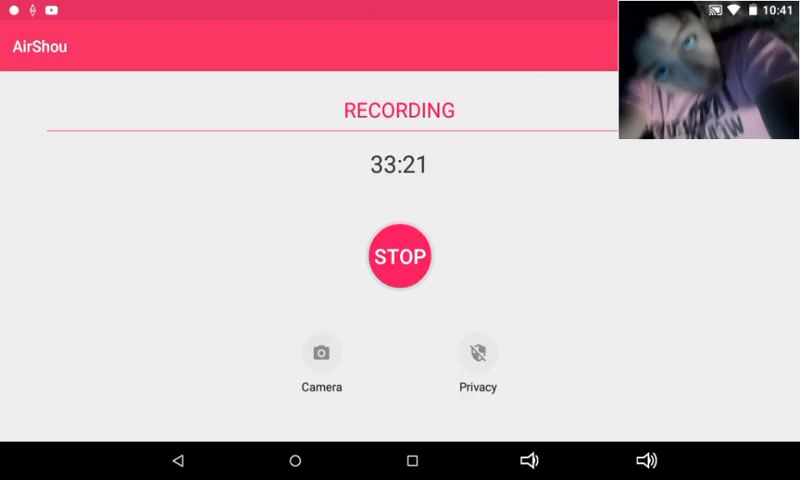 10:41
AirShou
RECORDING
33:21
STOP
Camera
Privacy